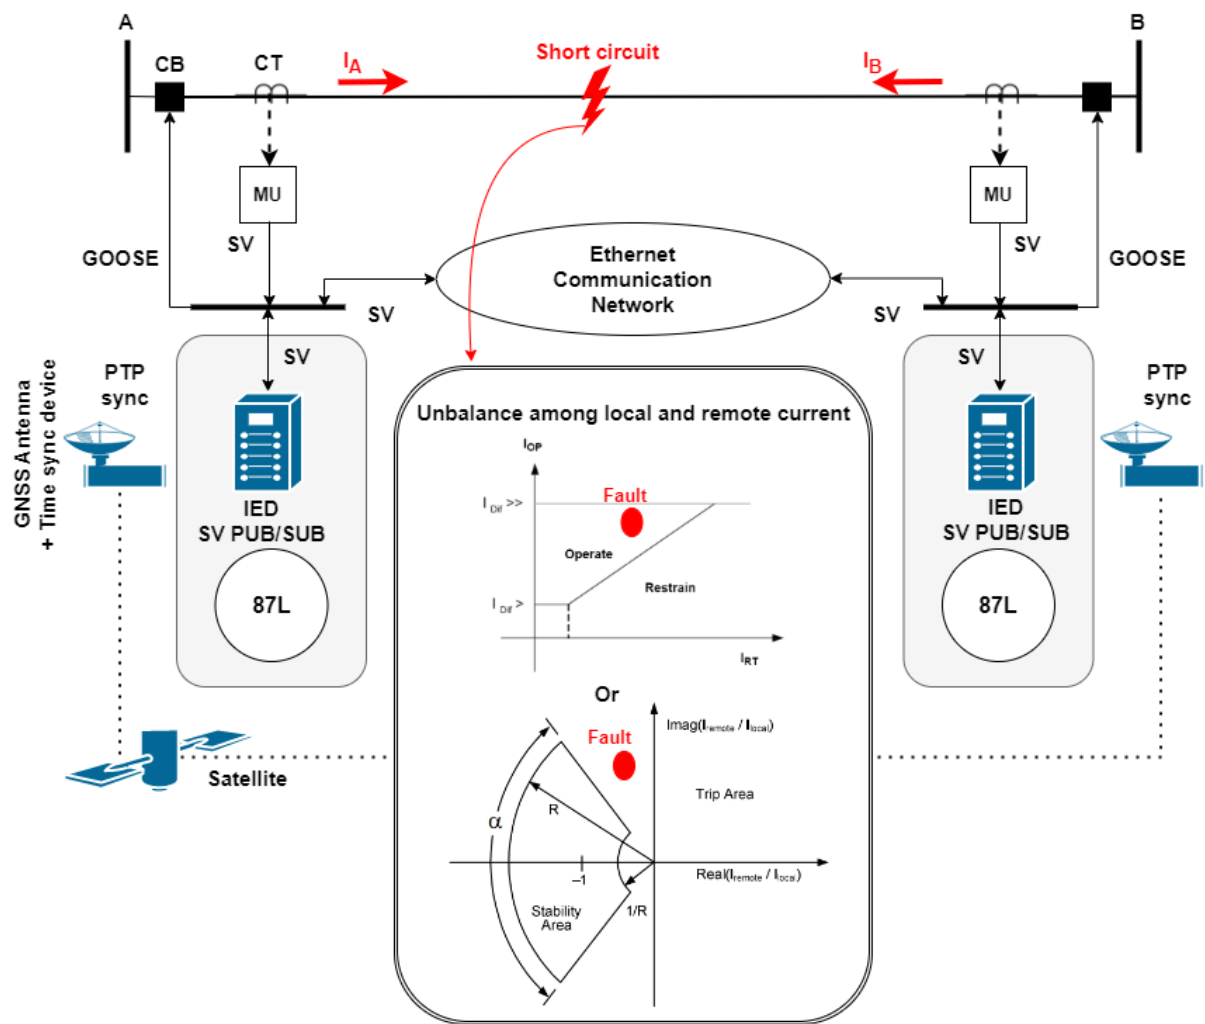 A
B
CB
CT
IA
Short circuit
IB
MU
MU
SV
SV
GOOSE
GOOSE
Ethernet
Communication
Network
SV
SV
SV
SV
PTP
sync
PTP
sync
GNSS Antenna
+ Time sync device
Unbalance among local and remote current
IOP
I Dif >>
Fault
Operate
Restrain
I Dif >
IRT
IED
SV PUB/SUB
IED
SV PUB/SUB
87L
87L
Or
Imag(Iremote / Ilocal)
Fault
Trip Area
R
α
–1
Real(Iremote / Ilocal)
Stability
Area
1/R
Satellite